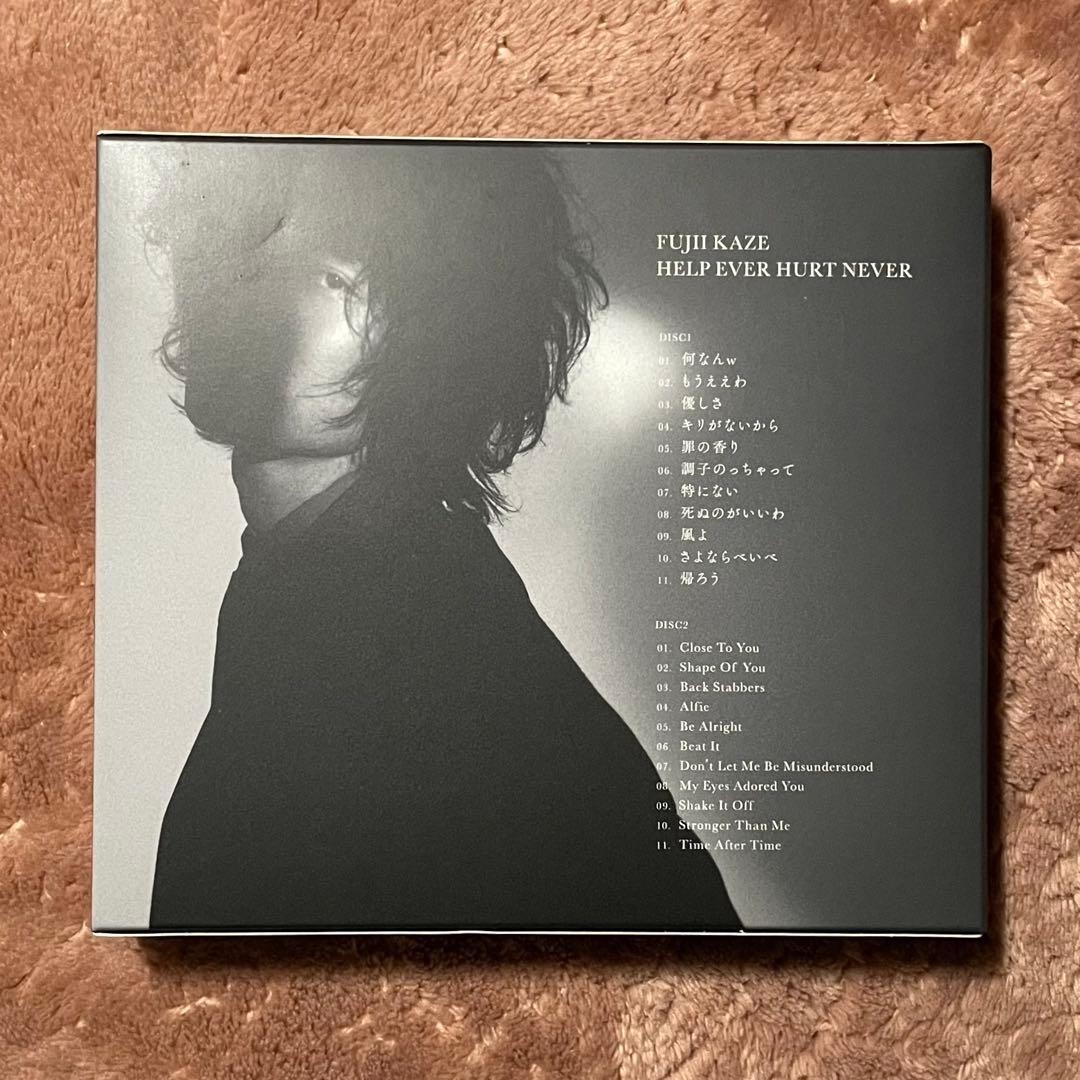 FUJII KAZE
HELP EVER HURT NEVER
DISC1
01. 何なんw
02. もうええわ
03. 優しさ
04. キリがないから
05. 罪の香り
06. 調子のっちゃって
07. 特にない
08. 死ぬのがいいわ
09. 風よ
10. さよならべいべ
11. 帰ろう
DISC2
01. Close To You
02. Shape Of You
03. Back Stabbers
04. Alfie
05. Be Alright
06. Beat It
07. Don't Let Me Be Misunderstood
08. My Eyes Adored You
09. Shake It Off
10. Stronger Than Me
11. Time After Time